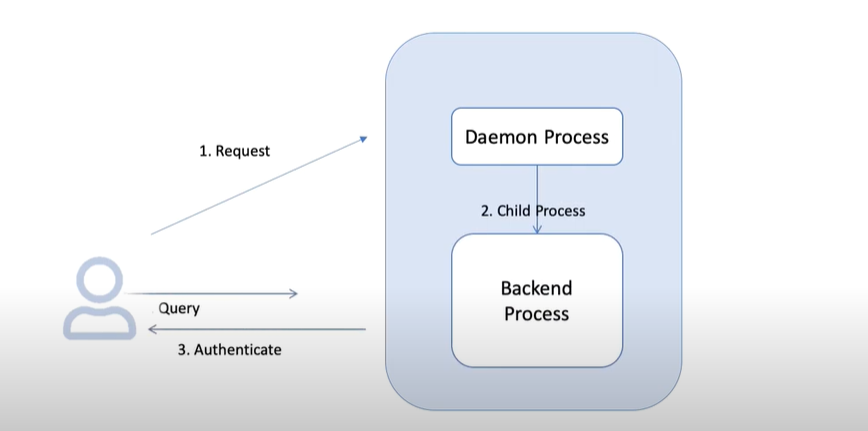 Daemon Process
1. Request
2. Child Process
Backend
Process
Query
3. Authenticate